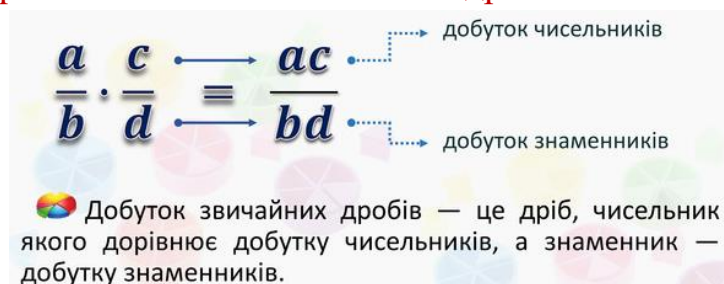 a/b · c/d = ac/bd
добуток чисельників
добуток знаменників
Добуток звичайних дробів — це дріб, чисельник
якого дорівнює добутку чисельників, а знаменник —
добутку знаменників.